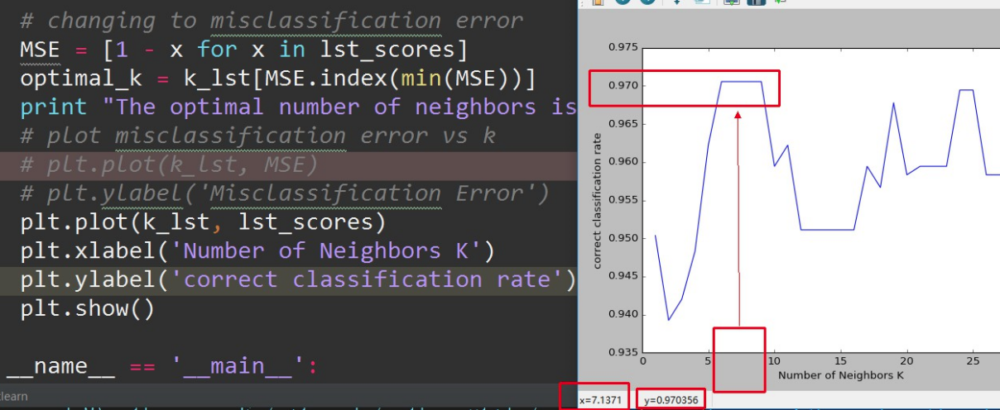 # changing to misclassification error
MSE = [1 - x for x in lst_scores]
optimal_k = k_lst[MSE.index(min(MSE))]
print "The optimal number of neighbors is
# plot misclassification error vs k
# plt.plot(k_lst, MSE)
# plt.ylabel('Misclassification Error')
plt.plot(k_lst, lst_scores)
plt.xlabel('Number of Neighbors K')
plt.ylabel('correct classification rate')
plt.show()
__name__ == '__main__':
learn
0.975
0.970
0.965
0.960
0.955
0.950
0.945
0.940
0.935
correct classification rate
0 5 10 15 20 25
Number of Neighbors K
x=7.1371 y=0.970356